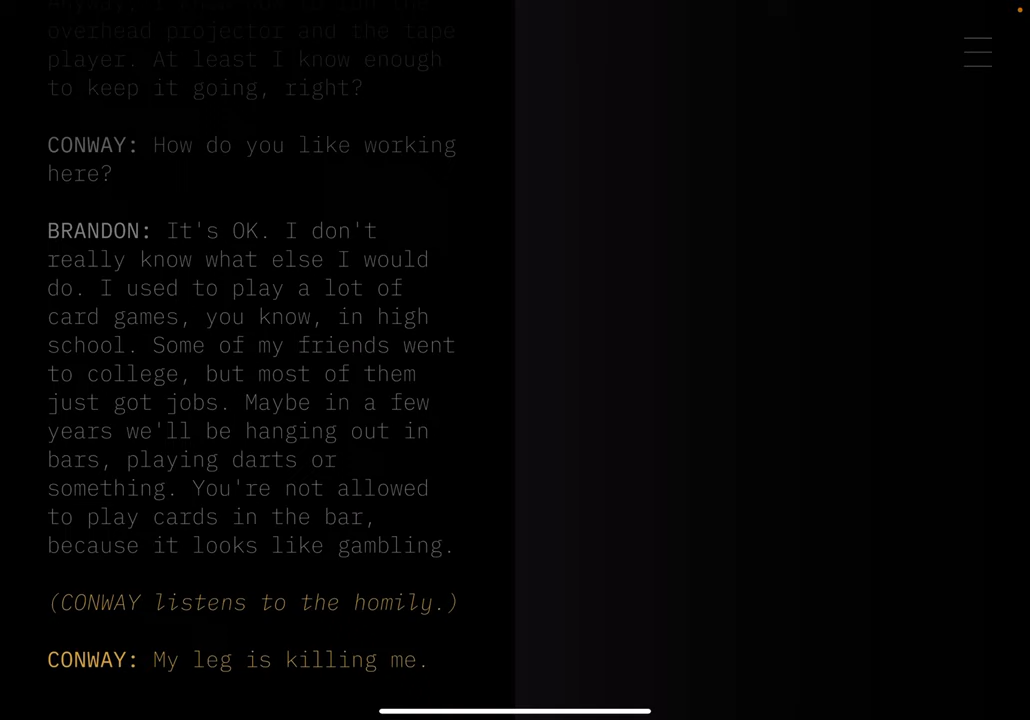 overhead projector and the tape
player. At least I know enough
to keep it going, right?
CONWAY: How do you like working
here?
BRANDON: It's OK. I don't
really know what else I would
do. I used to play a lot of
card games, you know, in high
school. Some of my friends went
to college, but most of them
just got jobs. Maybe in a few
years we'll be hanging out in
bars, playing darts or
something. You're not allowed
to play cards in the bar,
because it looks like gambling.
(CONWAY listens to the homily.)
CONWAY: My leg is killing me.